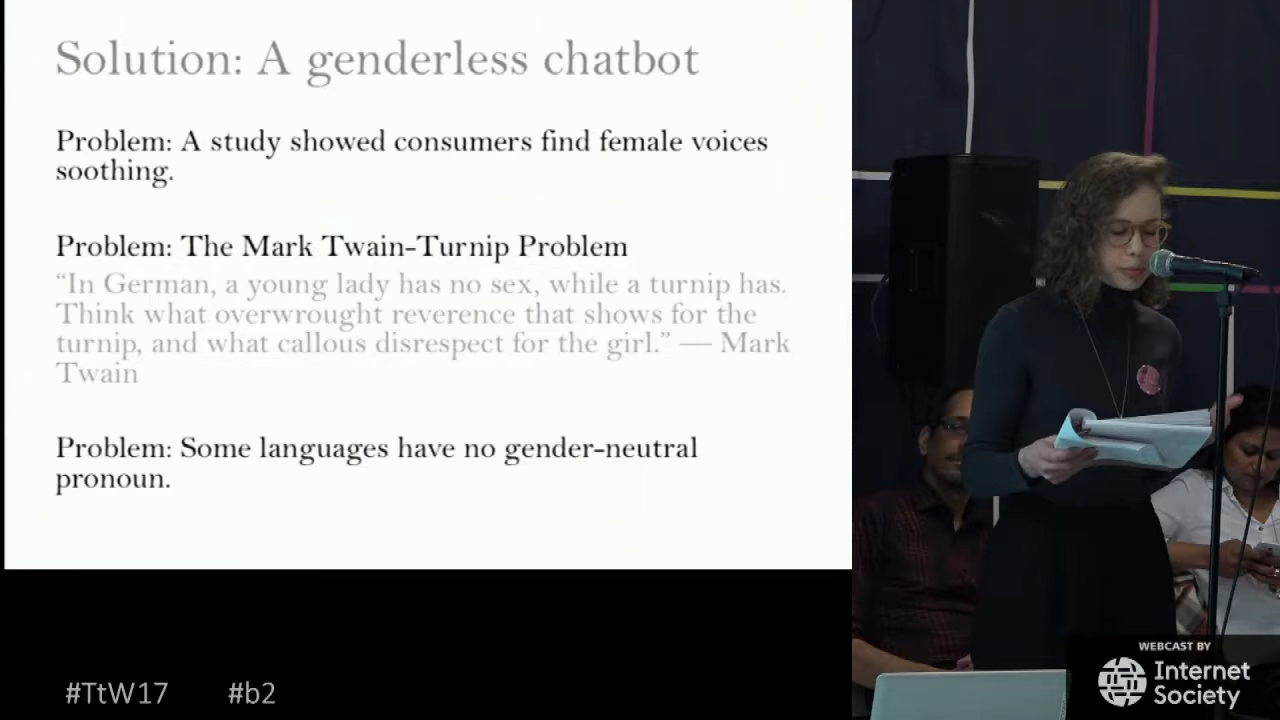 Solution: A genderless chatbot
Problem: A study showed consumers find female voices
soothing.
Problem: The Mark Twain-Turnip Problem
“In German, a young lady has no sex, while a turnip has.
Think what overwrought reverence that shows for the
turnip, and what callous disrespect for the girl.” — Mark
Twain
Problem: Some languages have no gender-neutral
pronoun.
#TtW17 #b2
WEBCAST BY
Internet
Society